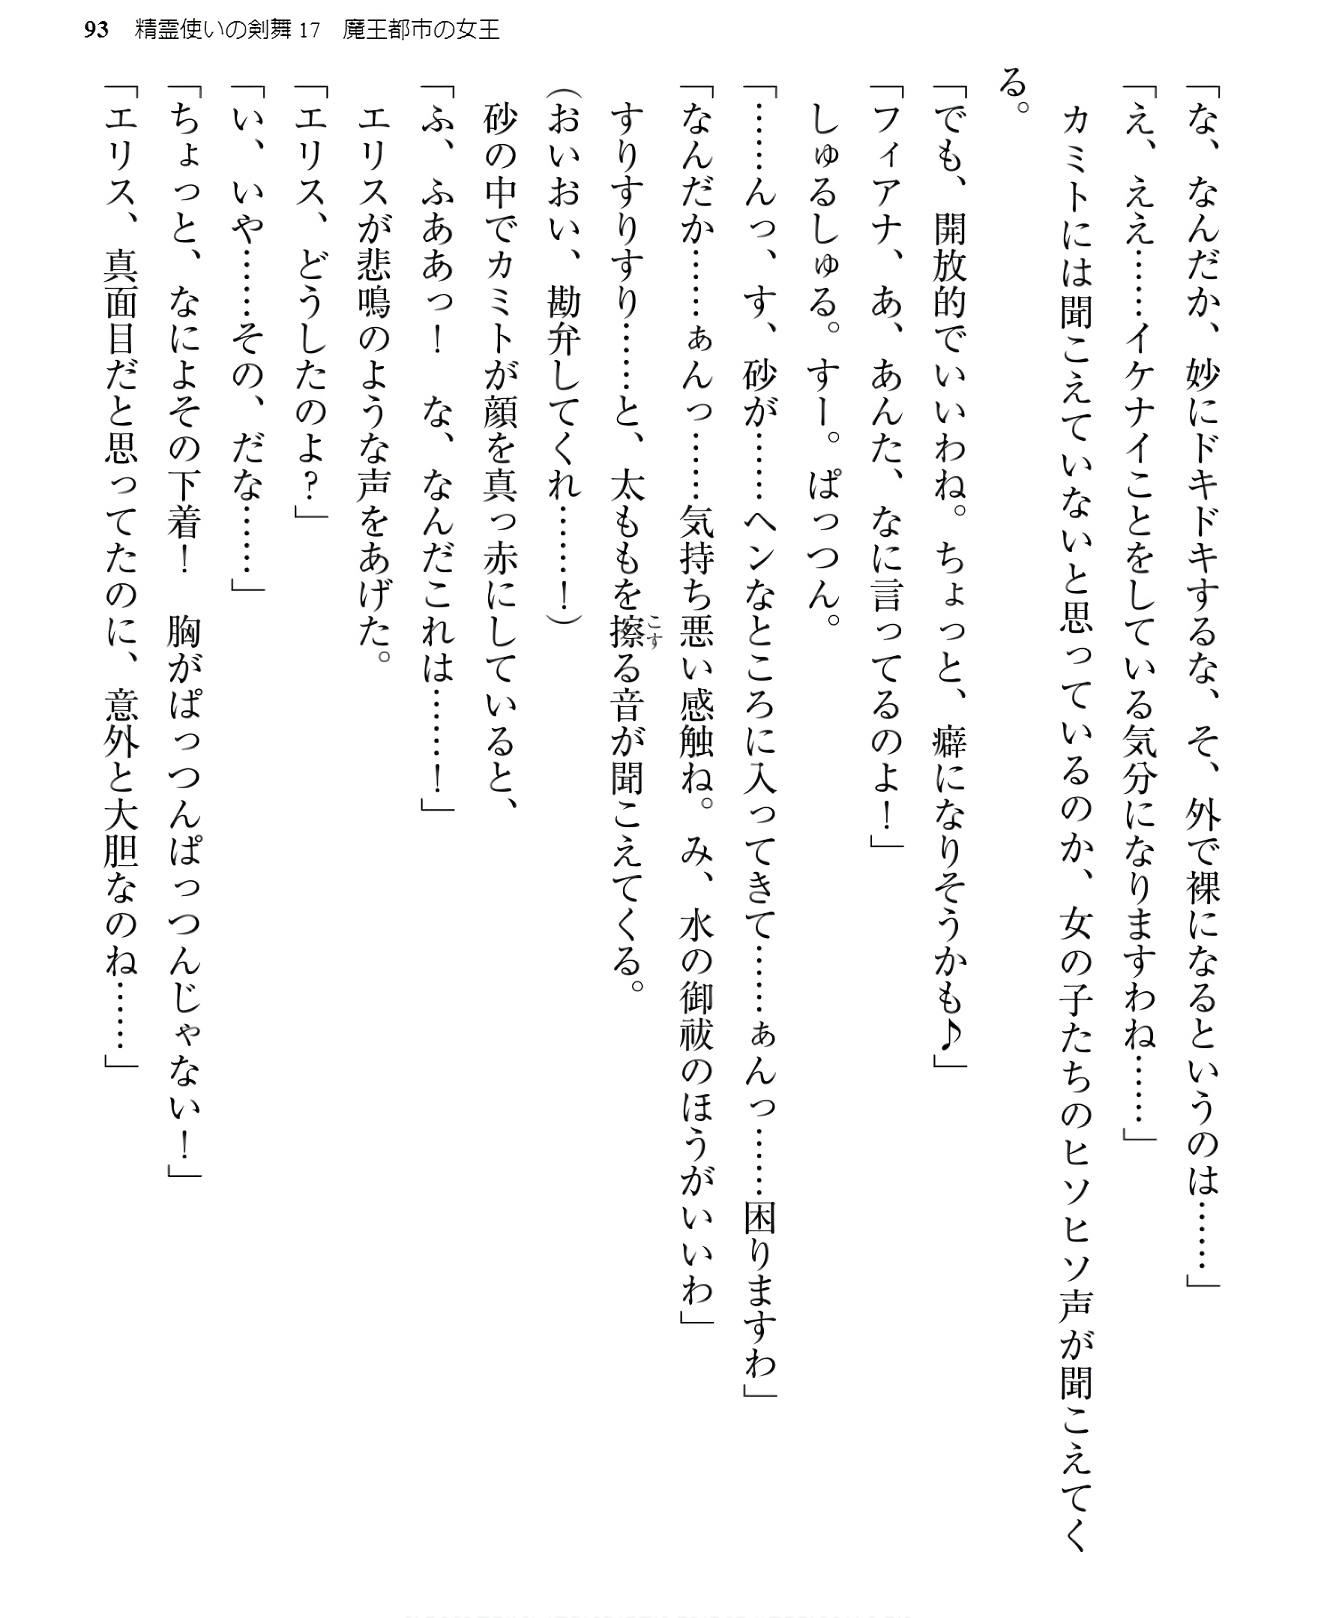 93　精霊使いの剣舞 17　魔王都市の女王
「な、なんだか、妙にドキドキするな、そ、外で裸になるというのは……」
「え、ええ……イケナイことをしている気分になりますわね……」
　カミトには聞こえていないと思っているのか、女の子たちのヒソヒソ声が聞こえてく
る。
「でも、開放的でいいわね。ちょっと、癖になりそうかも♪」
「フィアナ、あ、あんた、なに言ってるのよ！」
　しゅるしゅる。すー。ぱっつん。
「……んっ、す、砂が……ヘンなところに入ってきて……ぁんっ……困りますわ」
「なんだか……ぁんっ……気持ち悪い感触ね。み、水の御祓のほうがいいわ」
　すりすりすり……と、太ももを擦こする音が聞こえてくる。
（おいおい、勘弁してくれ……！）
　砂の中でカミトが顔を真っ赤にしていると、
「ふ、ふああっ！　な、なんだこれは……！」
　エリスが悲鳴のような声をあげた。
「エリス、どうしたのよ？」
「い、いや……その、だな……」
「ちょっと、なによその下着！　胸がぱっつんぱっつんじゃない！」
「エリス、真面目だと思ってたのに、意外と大胆なのね……」